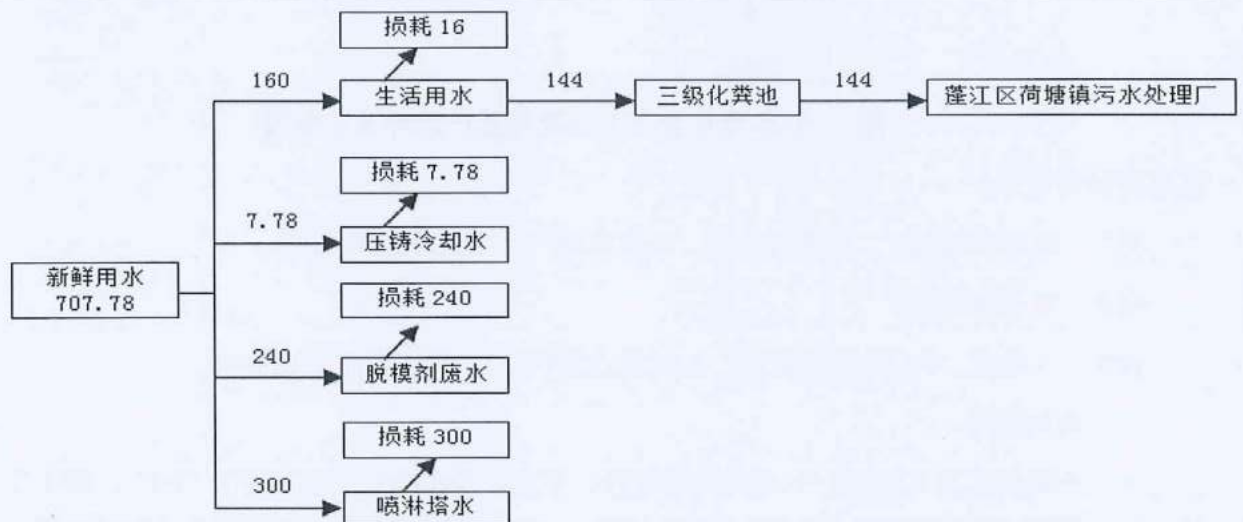 损耗 16
160
生活用水
144
三级化粪池
144
蓬江区荷塘镇污水处理厂
损耗 7.78
7.78
压铸冷却水
新鲜用水
707.78
损耗 240
240
脱模剂废水
损耗 300
300
喷淋塔水